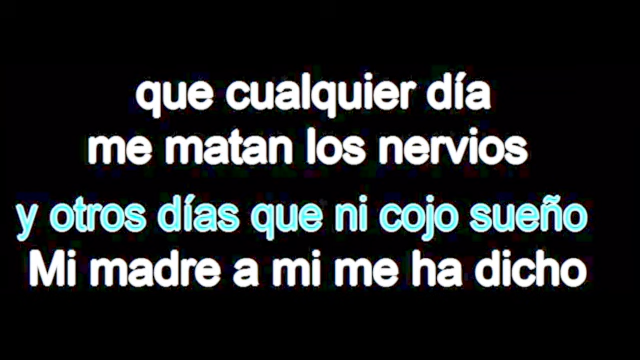 que cualquier día
me matan los nervios
y otros días que ni cojo sueño
Mi madre a mi me ha dicho